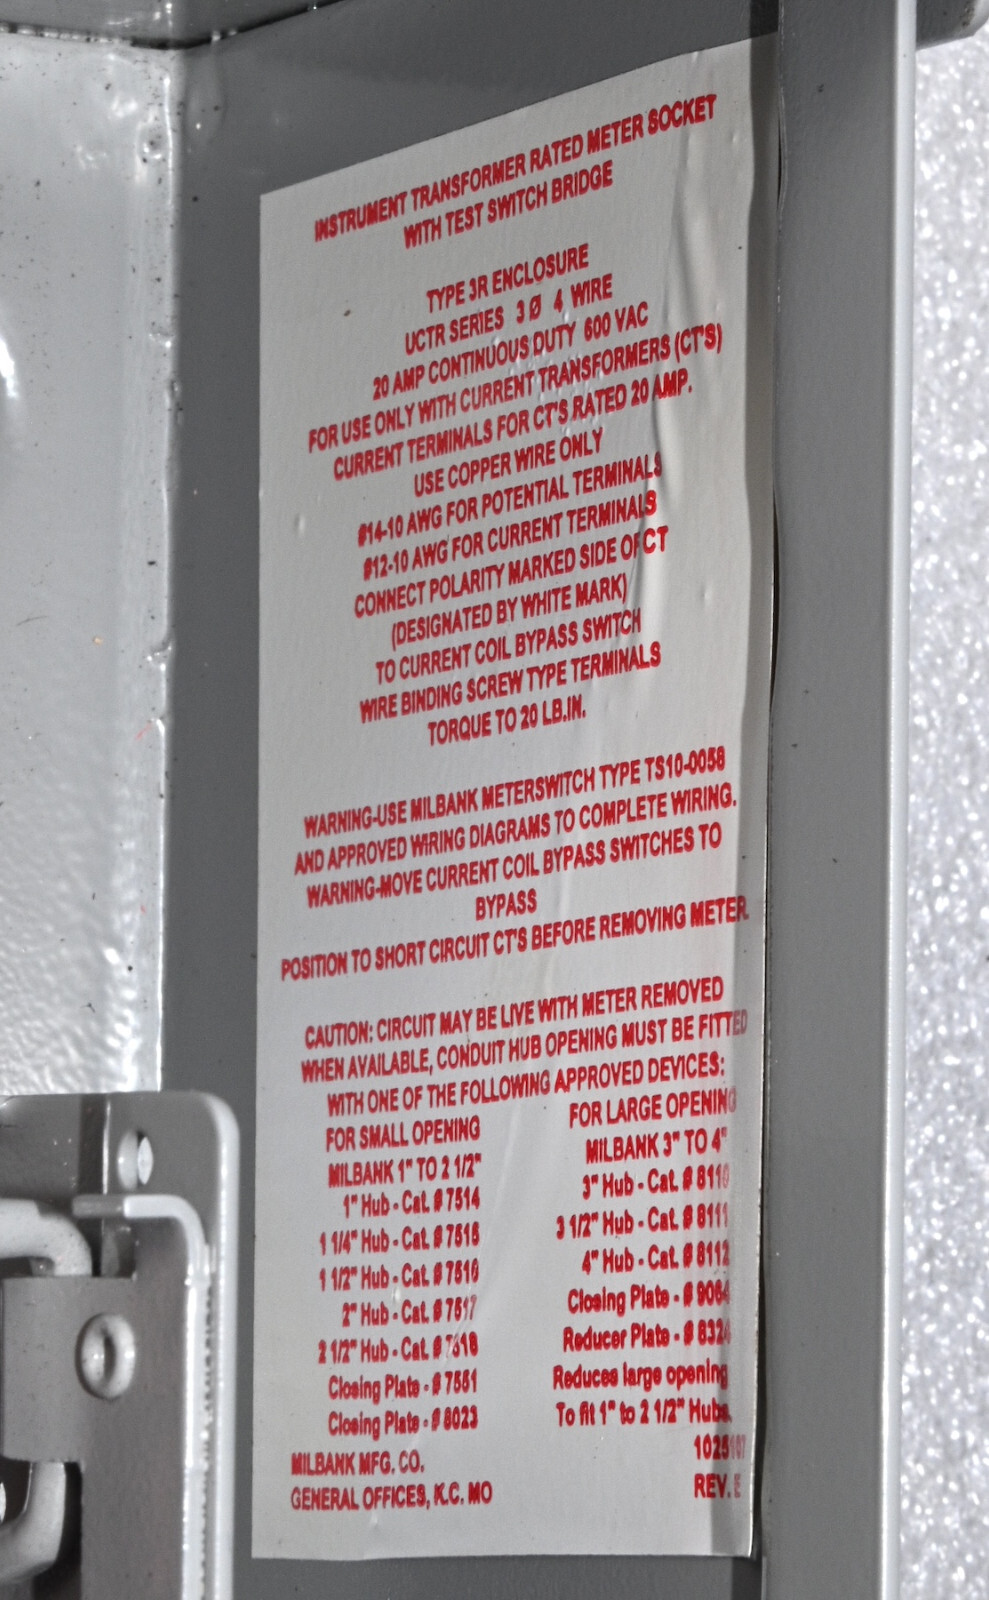 INSTRUMENT TRANSFORMER RATED METER SOCKET
WITH TEST SWITCH BRIDGE
TYPE 3R ENCLOSURE
UCTR SERIES 3 Ø 4 WIRE
20 AMP CONTINUOUS DUTY 600 VAC
FOR USE ONLY WITH CURRENT TRANSFORMERS (CT'S)
CURRENT TERMINALS FOR CT'S RATED 20 AMP.
USE COPPER WIRE ONLY
#14-10 AWG FOR POTENTIAL TERMINALS
#12-10 AWG FOR CURRENT TERMINALS
CONNECT POLARITY MARKED SIDE OF CT
(DESIGNATED BY WHITE MARK)
TO CURRENT COIL BYPASS SWITCH
WIRE BINDING SCREW TYPE TERMINALS
TORQUE TO 20 LB.IN.
WARNING-USE MILBANK METERSWITCH TYPE TS10-0058
AND APPROVED WIRING DIAGRAMS TO COMPLETE WIRING.
WARNING-MOVE CURRENT COIL BYPASS SWITCHES TO
BYPASS
POSITION TO SHORT CIRCUIT CT'S BEFORE REMOVING METER.
CAUTION: CIRCUIT MAY BE LIVE WITH METER REMOVED
WHEN AVAILABLE, CONDUIT HUB OPENING MUST BE FITTED
WITH ONE OF THE FOLLOWING APPROVED DEVICES:
FOR SMALL OPENING
MILBANK 1" TO 2 1/2"
1" Hub - Cat. # 7514
1 1/4" Hub - Cat. # 7515
1 1/2" Hub - Cat. # 7516
2" Hub - Cat. # 7517
2 1/2" Hub - Cat. # 7518
Closing Plate - # 7551
Closing Plate - # 8023
MILBANK MFG. CO.
GENERAL OFFICES, K.C. MO
FOR LARGE OPENING
MILBANK 3" TO 4"
3" Hub - Cat. # 8110
3 1/2" Hub - Cat. # 8111
4" Hub - Cat. # 8112
Closing Plate - #
Reducer Plate - #
Reduces large opening
To fit 1" to 2 1/2" Hubs.
REV.